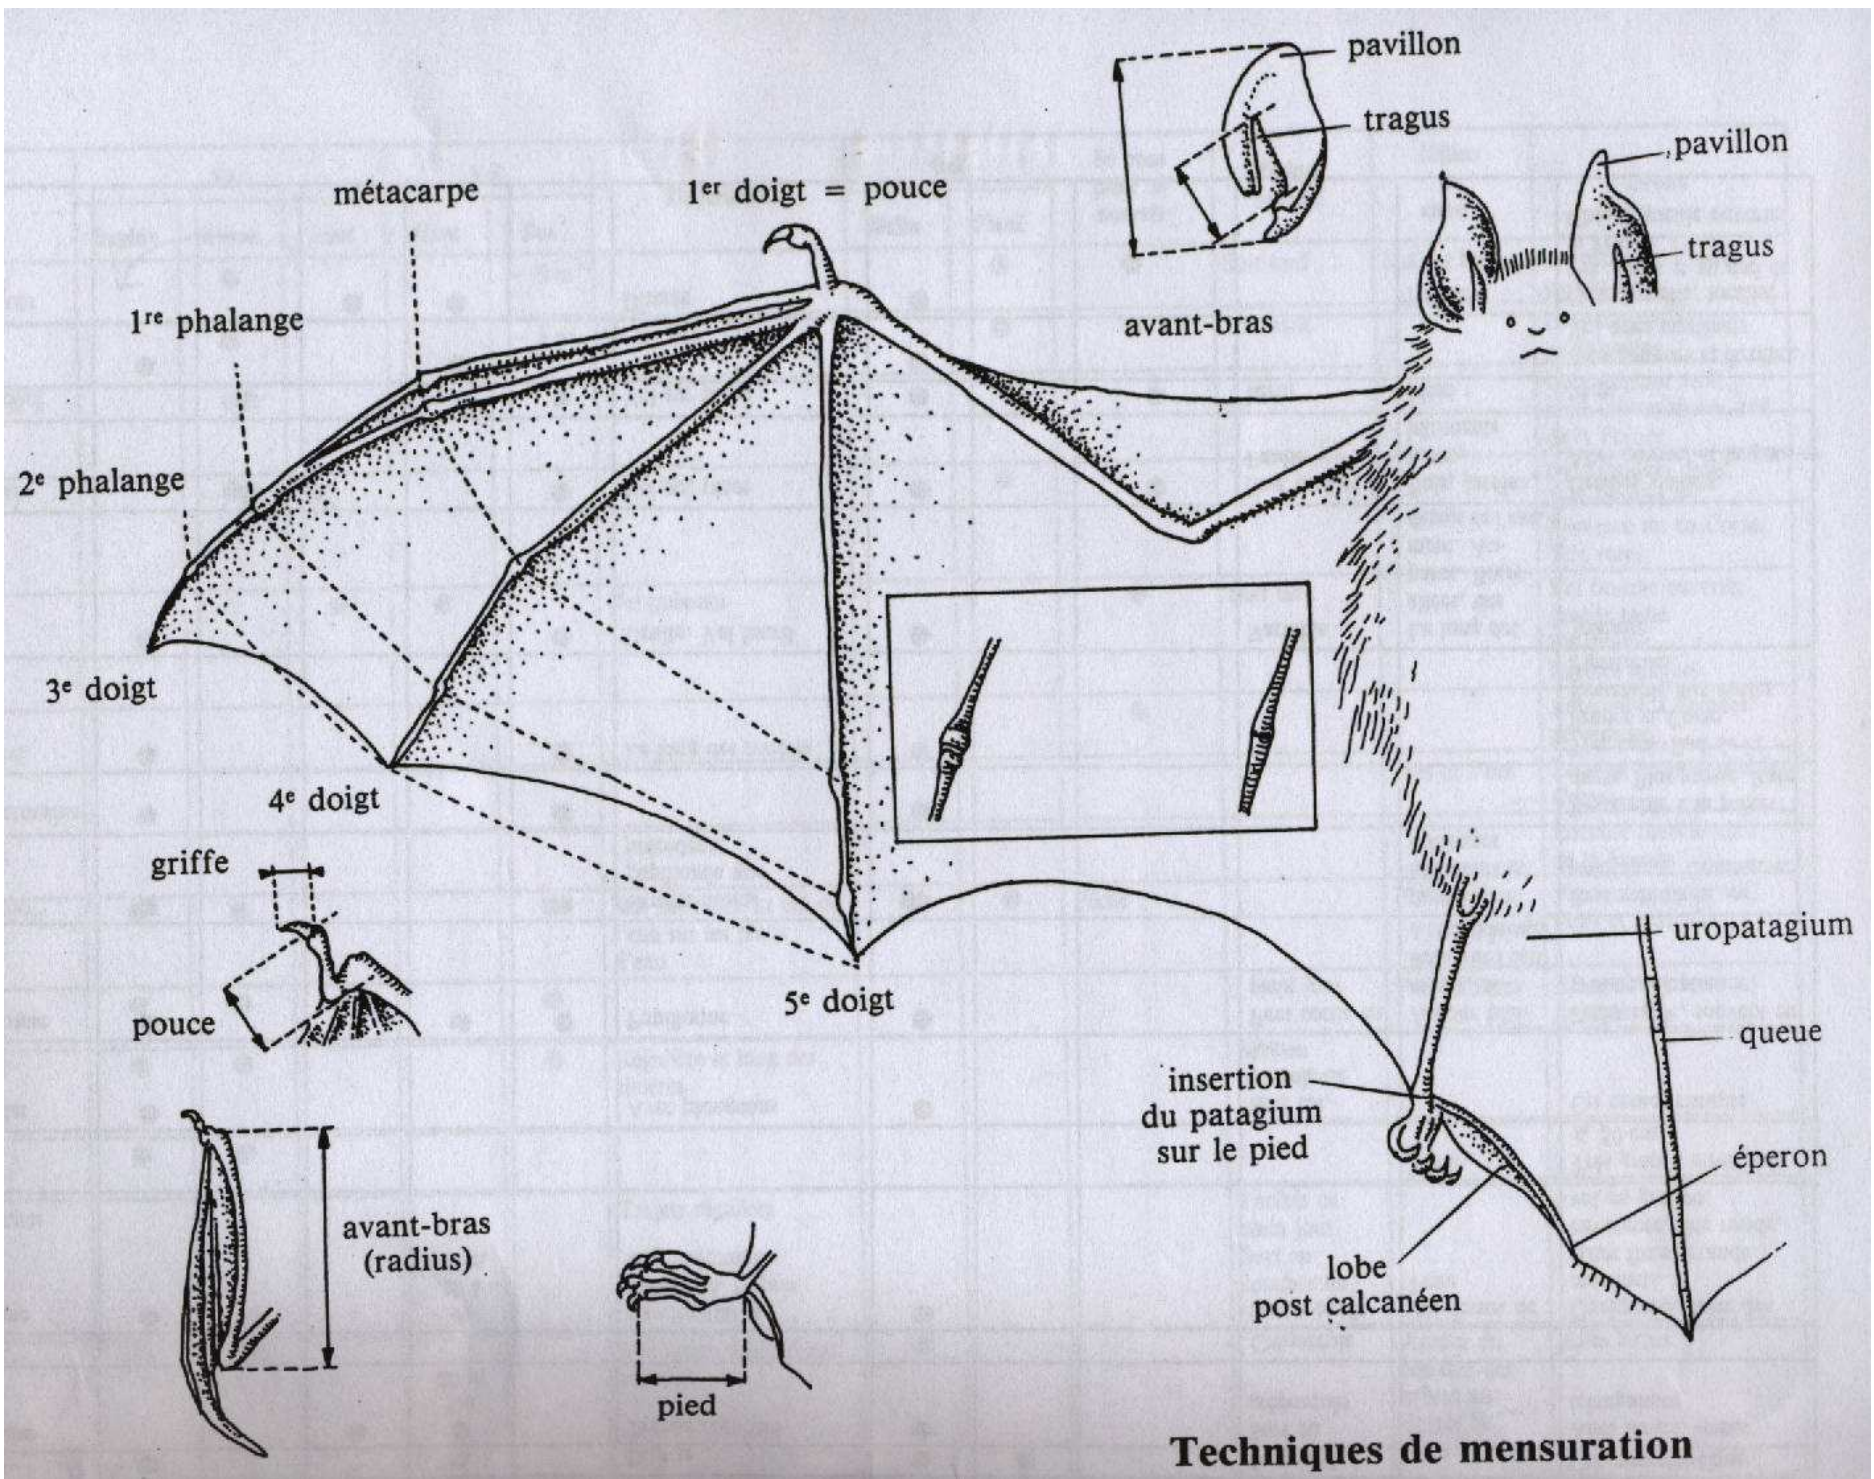 pavillon
tragus
pavillon
tragus
métacarpe
1er doigt = pouce
1re phalange
avant-bras
2e phalange
3e doigt
4e doigt
griffe
pouce
5e doigt
uropatagium
queue
insertion
du patagium
sur le pied
éperon
avant-bras
(radius)
lobe
post calcanéen
pied
Techniques de mensuration